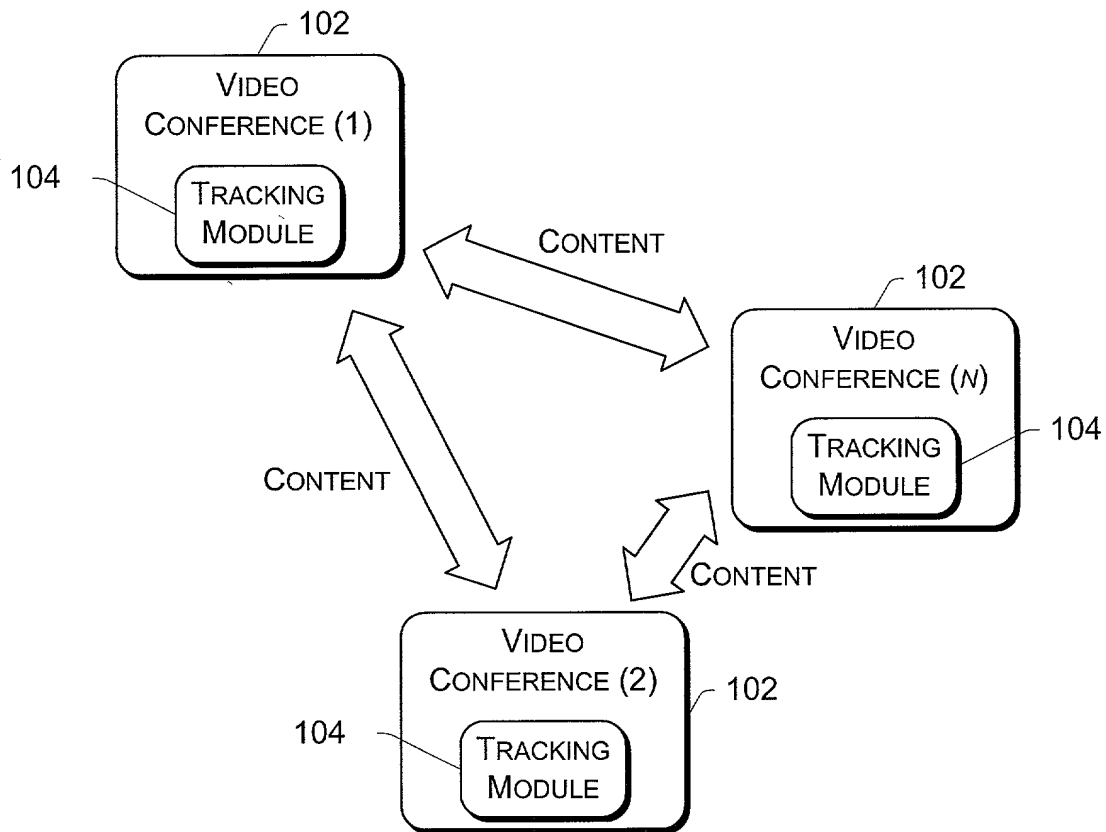 102
VIDEO
CONFERENCE (1)
104
TRACKING
MODULE
CONTENT
102
VIDEO
CONFERENCE (N)
TRACKING
MODULE
104
CONTENT
CONTENT
VIDEO
CONFERENCE (2)
102
104
TRACKING
MODULE